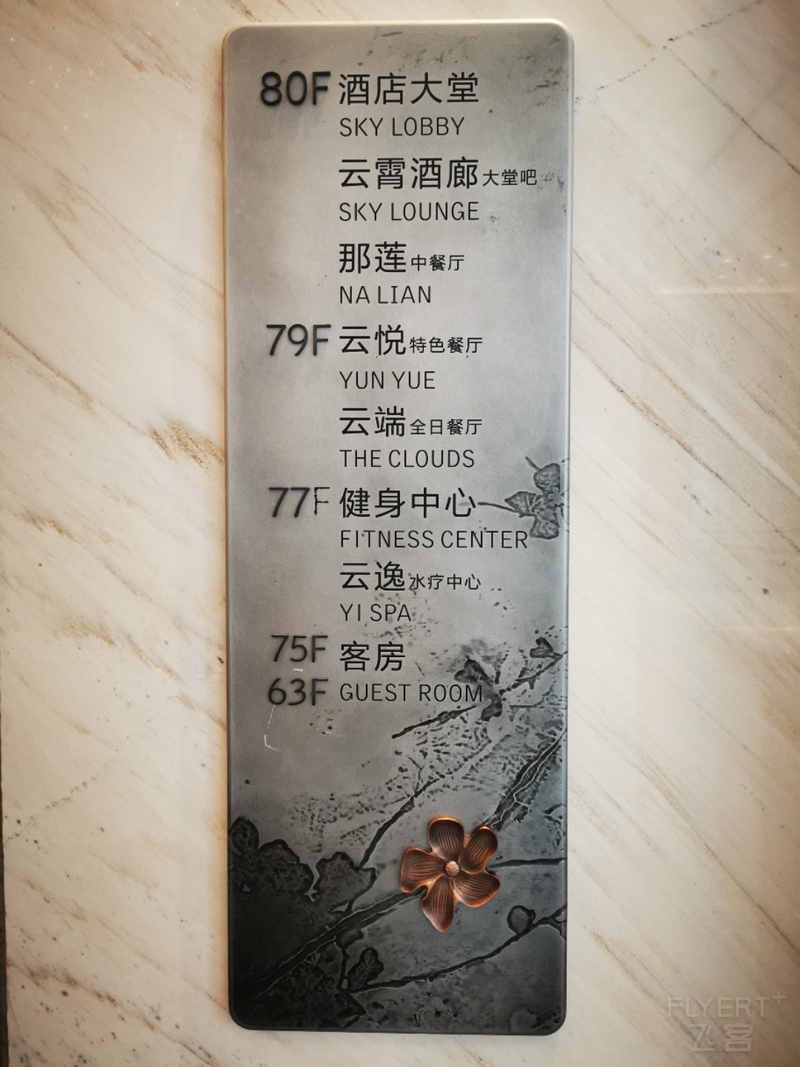 80F 酒店大堂
SKY LOBBY
云霄酒廊 大堂吧
SKY LOUNGE
那莲 中餐厅
NA LIAN
79F 云悦 特色餐厅
YUN YUE
云端 全日餐厅
THE CLOUDS
77F 健身中心
FITNESS CENTER
云逸 水疗中心
YI SPA
75F 客房
63F GUEST ROOM
FLYERT+
飞客